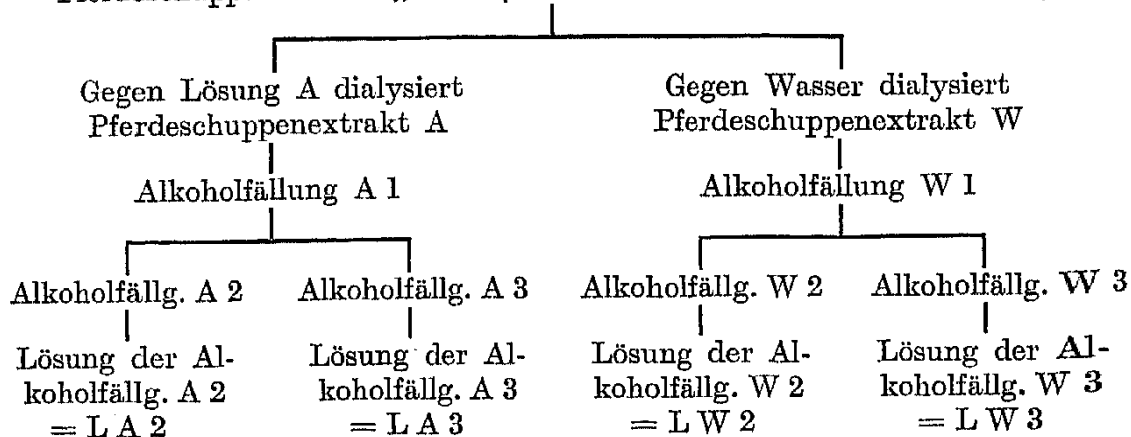 Gegen Lösung A dialysiert
Pferdeschuppenextrakt A
Gegen Wasser dialysiert
Pferdeschuppenextrakt W
Alkoholfällung A 1
Alkoholfällung W 1
Alkoholfällg. A 2
Alkoholfällg. A 3
Alkoholfällg. W 2
Alkoholfällg. W 3
Lösung der Al-
koholfällg. A 2
= L A 2
Lösung der Al-
koholfällg. A 3
= L A 3
Lösung der Al-
koholfällg. W 2
= L W 2
Lösung der Al-
koholfällg. W 3
= L W 3